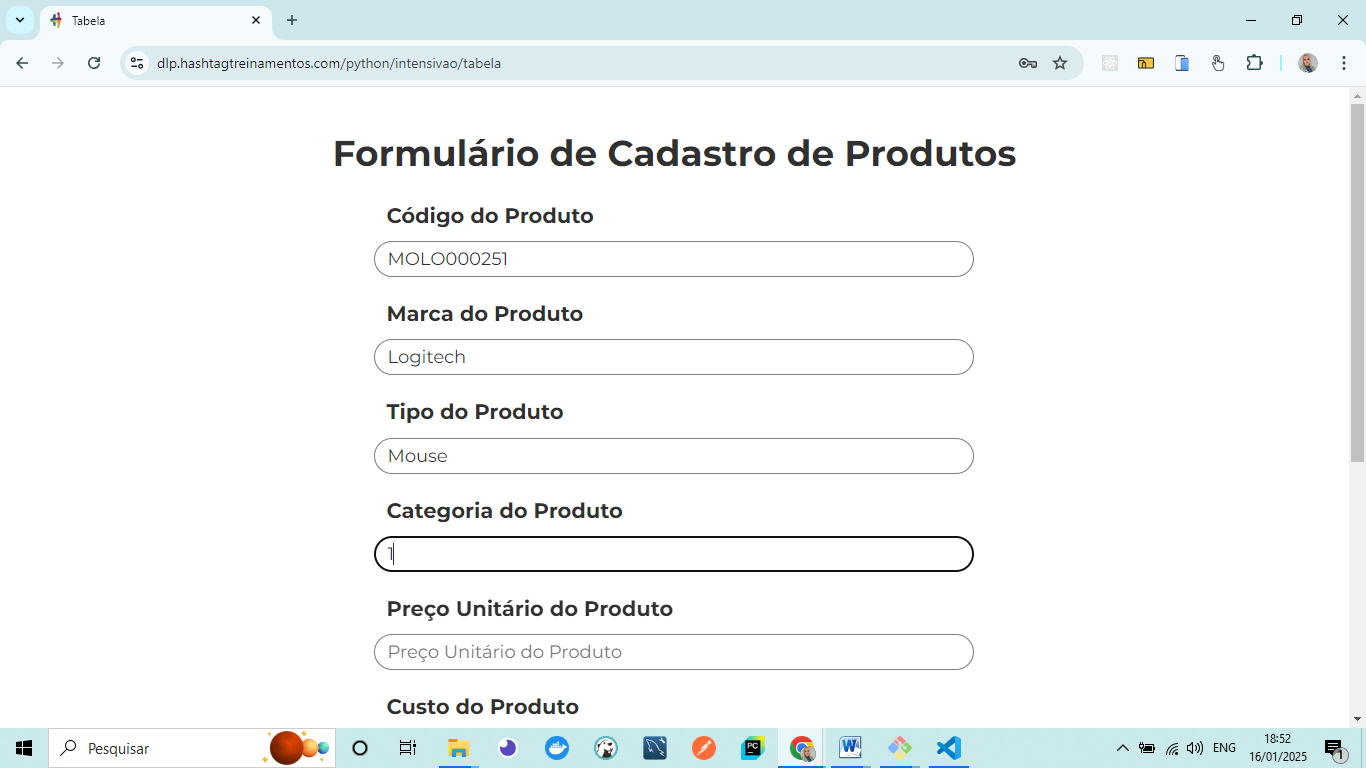 Tabela
dlp.hashtagtreinamentos.com/python/intensivao/tabela
Formulário de Cadastro de Produtos
Código do Produto
MOLO000251
Marca do Produto
Logitech
Tipo do Produto
Mouse
Categoria do Produto
1
Preço Unitário do Produto
Preço Unitário do Produto
Custo do Produto
Pesquisar
PC
W
ENG
18:52
16/01/2025
1